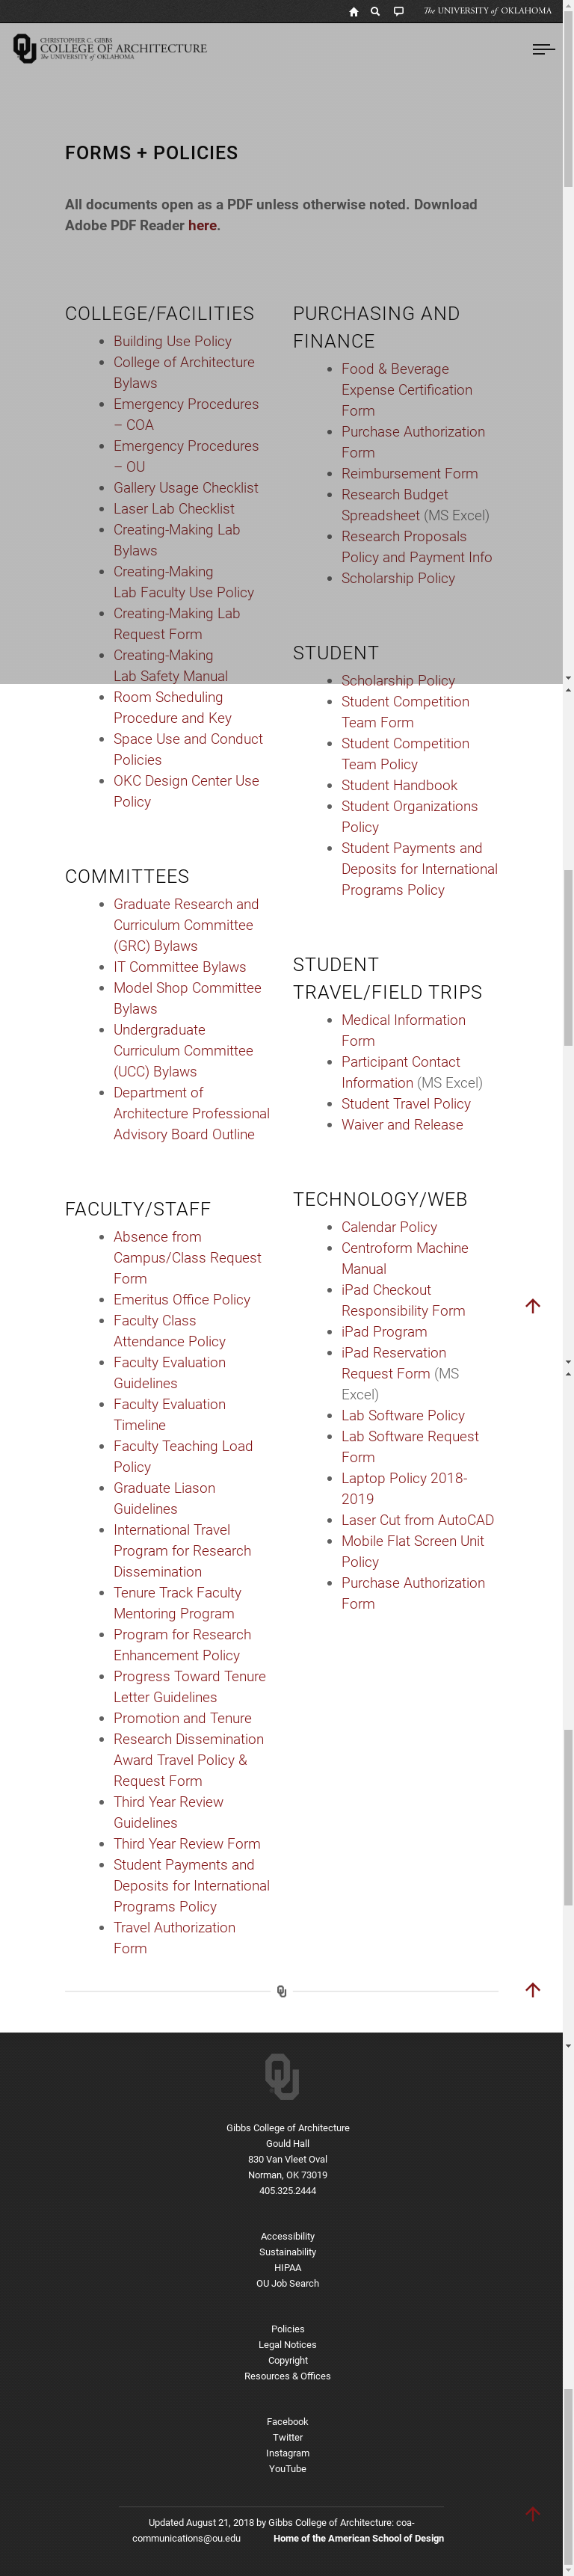 The UNIVERSITY of OKLAHOMA
CHRISTOPHER C. GIBBS
COLLEGE OF ARCHITECTURE
The UNIVERSITY of OKLAHOMA
FORMS + POLICIES
All documents open as a PDF unless otherwise noted. Download
Adobe PDF Reader here.
COLLEGE/FACILITIES
Building Use Policy
College of Architecture
Bylaws
Emergency Procedures
– COA
Emergency Procedures
– OU
Gallery Usage Checklist
Laser Lab Checklist
Creating-Making Lab
Bylaws
Creating-Making
Lab Faculty Use Policy
Creating-Making Lab
Request Form
Creating-Making
Lab Safety Manual
Room Scheduling
Procedure and Key
Space Use and Conduct
Policies
OKC Design Center Use
Policy
COMMITTEES
Graduate Research and
Curriculum Committee
(GRC) Bylaws
IT Committee Bylaws
Model Shop Committee
Bylaws
Undergraduate
Curriculum Committee
(UCC) Bylaws
Department of
Architecture Professional
Advisory Board Outline
FACULTY/STAFF
Absence from
Campus/Class Request
Form
Emeritus Office Policy
Faculty Class
Attendance Policy
Faculty Evaluation
Guidelines
Faculty Evaluation
Timeline
Faculty Teaching Load
Policy
Graduate Liason
Guidelines
International Travel
Program for Research
Dissemination
Tenure Track Faculty
Mentoring Program
Program for Research
Enhancement Policy
Progress Toward Tenure
Letter Guidelines
Promotion and Tenure
Research Dissemination
Award Travel Policy &
Request Form
Third Year Review
Guidelines
Third Year Review Form
Student Payments and
Deposits for International
Programs Policy
Travel Authorization
Form
PURCHASING AND
FINANCE
Food & Beverage
Expense Certification
Form
Purchase Authorization
Form
Reimbursement Form
Research Budget
Spreadsheet (MS Excel)
Research Proposals
Policy and Payment Info
Scholarship Policy
STUDENT
Scholarship Policy
Student Competition
Team Form
Student Competition
Team Policy
Student Handbook
Student Organizations
Policy
Student Payments and
Deposits for International
Programs Policy
STUDENT
TRAVEL/FIELD TRIPS
Medical Information
Form
Participant Contact
Information (MS Excel)
Student Travel Policy
Waiver and Release
TECHNOLOGY/WEB
Calendar Policy
Centroform Machine
Manual
iPad Checkout
Responsibility Form
iPad Program
iPad Reservation
Request Form (MS
Excel)
Lab Software Policy
Lab Software Request
Form
Laptop Policy 2018-
2019
Laser Cut from AutoCAD
Mobile Flat Screen Unit
Policy
Purchase Authorization
Form
Gibbs College of Architecture
Gould Hall
830 Van Vleet Oval
Norman, OK 73019
405.325.2444
Accessibility
Sustainability
HIPAA
OU Job Search
Policies
Legal Notices
Copyright
Resources & Offices
Facebook
Twitter
Instagram
YouTube
Updated August 21, 2018 by Gibbs College of Architecture: coa-
communications@ou.edu Home of the American School of Design